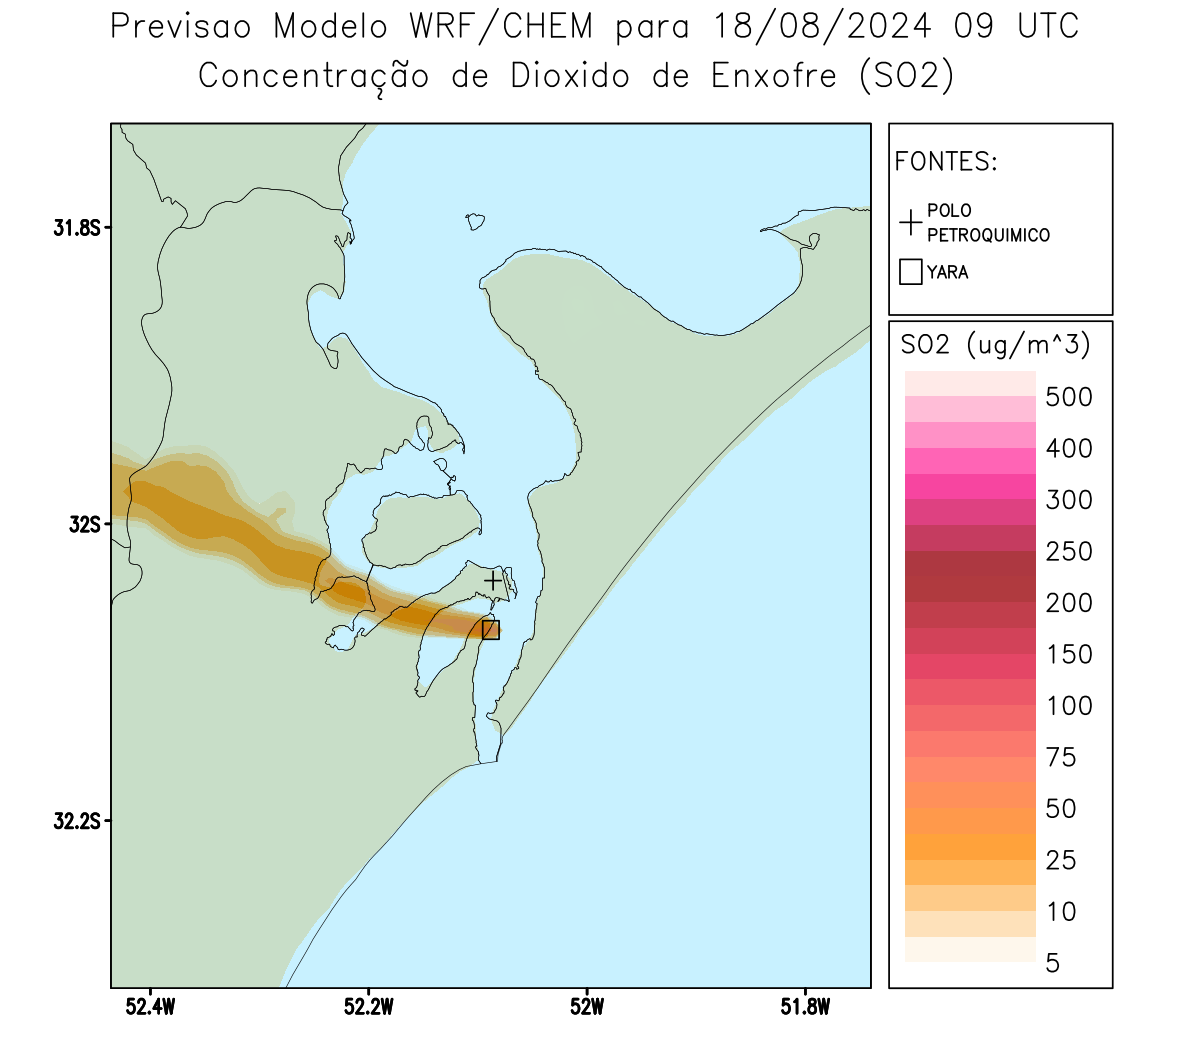 Previsao Modelo WRF/CHEM para 18/08/2024 09 UTC
Concentração de Dioxido de Enxofre (SO2)
FONTES:
POLO
PETROQUIMICO
YARA
SO2 (ug/m^3)
500
400
300
250
200
150
100
75
50
25
10
5
31.8S
32S
32.2S
52.4W
52.2W
52W
51.8W